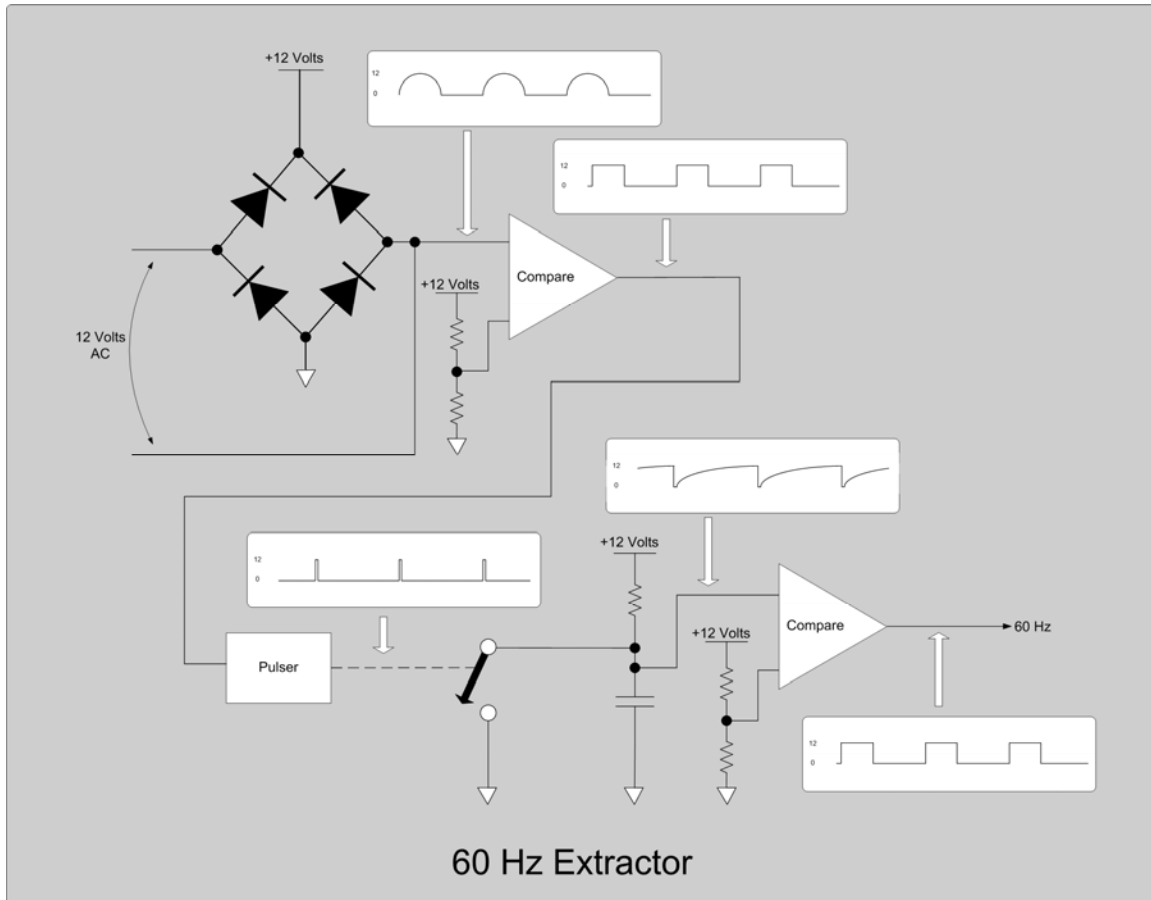 +12 Volts
12
0
12
0
Compare
+12 Volts
12 Volts
AC
12
0
+12 Volts
12
0
Compare
60 Hz
+12 Volts
Pulser
12
0
60 Hz Extractor